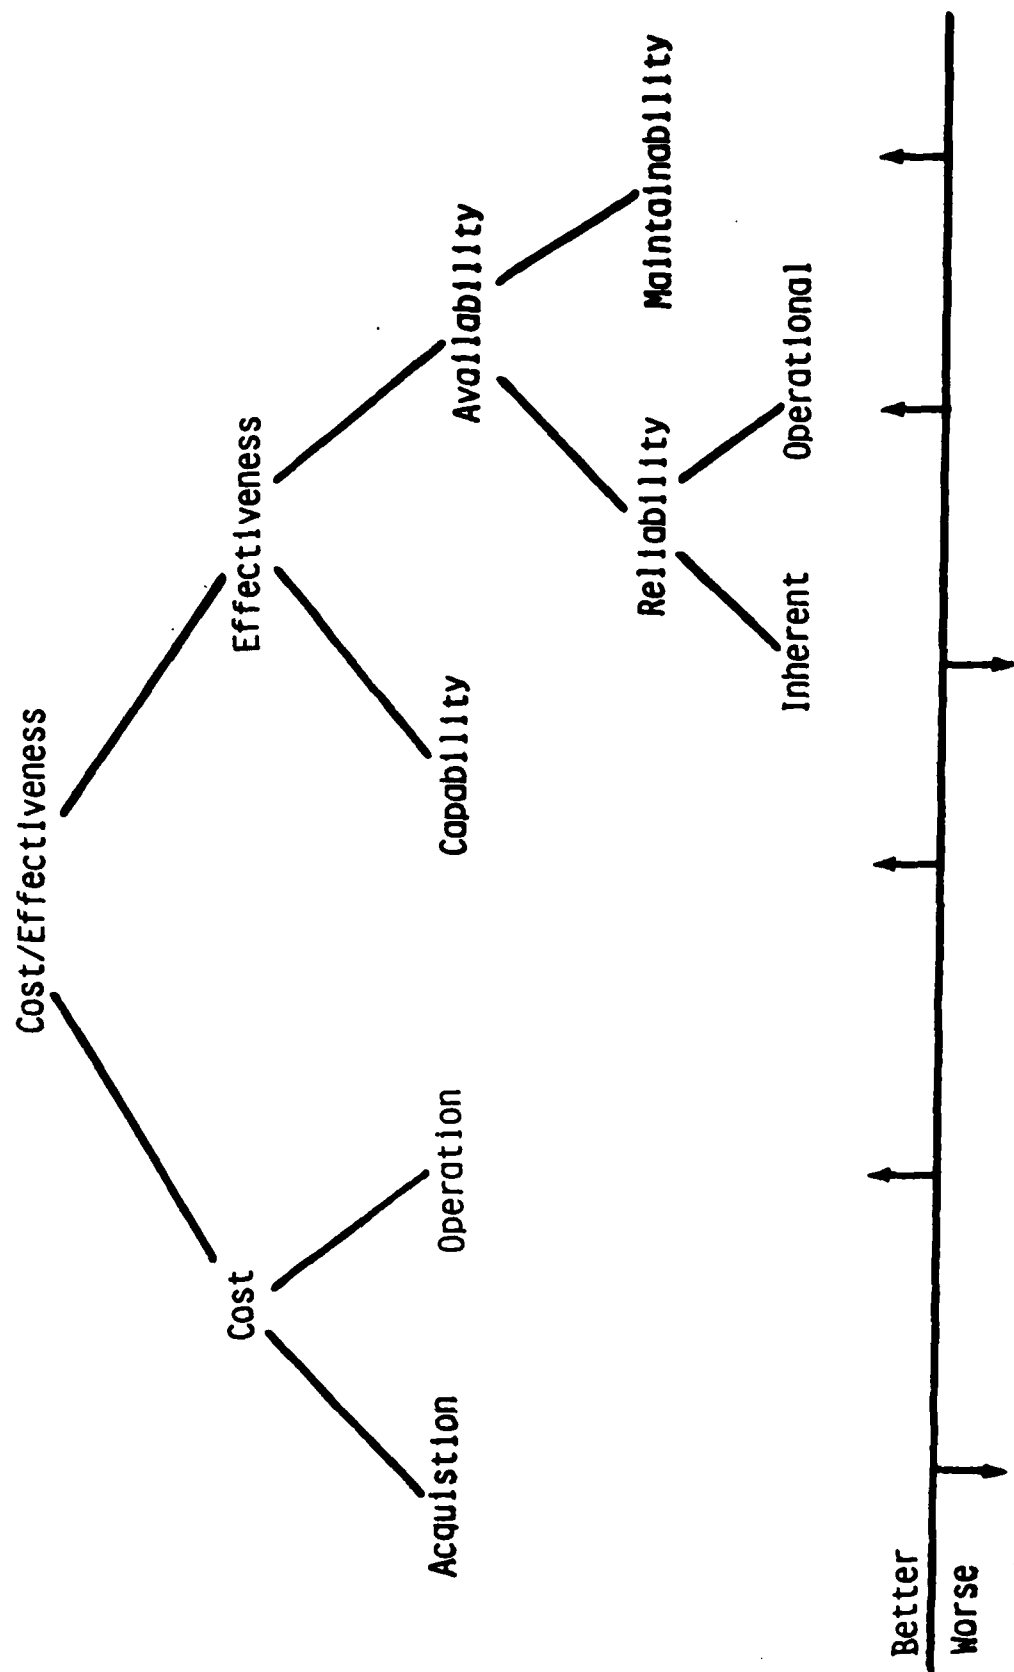 Cost/Effectiveness
Cost
Effectiveness
Acquistion
Operation
Capability
Availability
Reliability
Maintainability
Inherent
Operational
Better
Worse